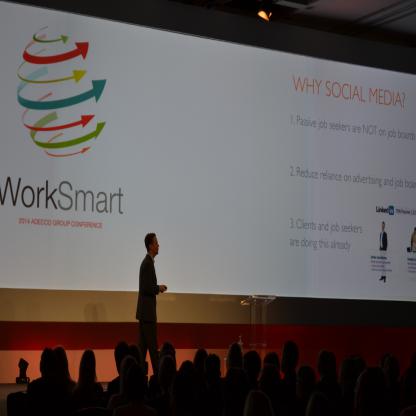 WorkSmart
2014 ADECCO GROUP CONFERENCE
WHY SOCIAL MEDIA?
1. Passive job seekers are NOT on job boards
2. Reduce reliance on advertising and job boa
LinkedIn
3. Clients and job seekers
are doing this already